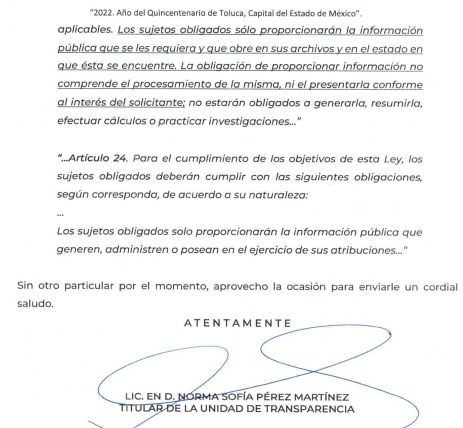 "2022. Año del Quincentenario de Toluca, Capital del Estado de México".
aplicables. Los sujetos obligados sólo proporcionarán la información
pública que se les requiera y que obre en sus archivos y en el estado en
que ésta se encuentre. La obligación de proporcionar información no
comprende el procesamiento de la misma, ni el presentarla conforme
al interés del solicitante; no estarán obligados a generarla, resumirla,
efectuar cálculos o practicar investigaciones..."
"...Artículo 24. Para el cumplimiento de los objetivos de esta Ley, los
sujetos obligados deberán cumplir con las siguientes obligaciones,
según corresponda, de acuerdo a su naturaleza:
...
Los sujetos obligados solo proporcionarán la información pública que
generen, administren o posean en el ejercicio de sus atribuciones..."
Sin otro particular por el momento, aprovecho la ocasión para enviarle un cordial
saludo.
ATENTAMENTE
LIC. EN D. NORMA SOFÍA PÉREZ MARTÍNEZ
TITULAR DE LA UNIDAD DE TRANSPARENCIA